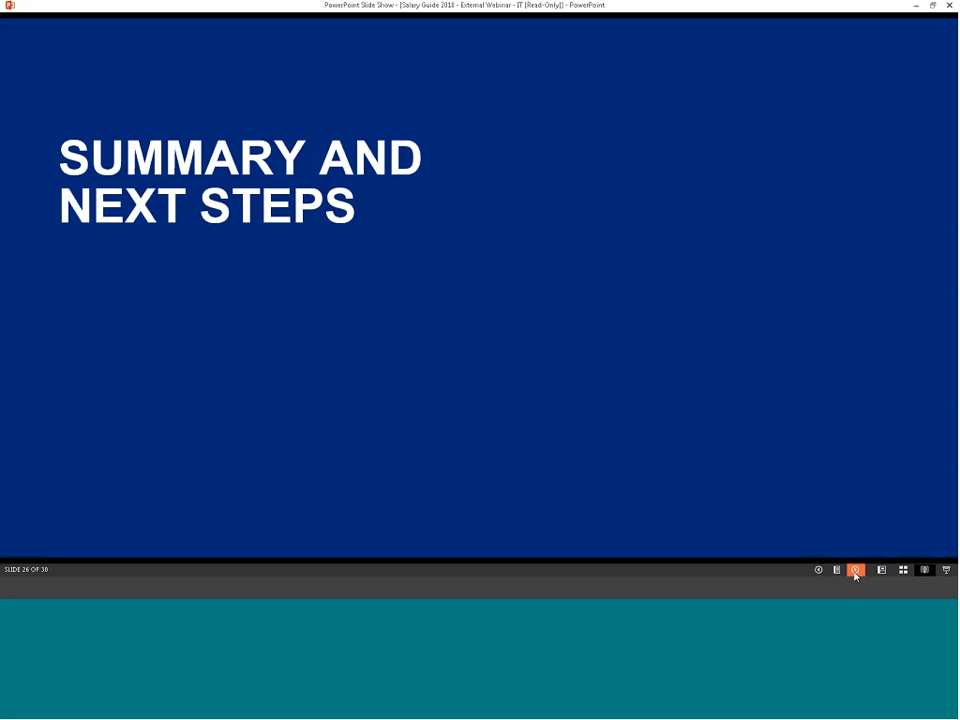 PowerPoint Slide Show - [Salary Guide 2018 - External Webinar - IT [Read-Only]] - PowerPoint
SUMMARY AND
NEXT STEPS
SLIDE 26 OF 30